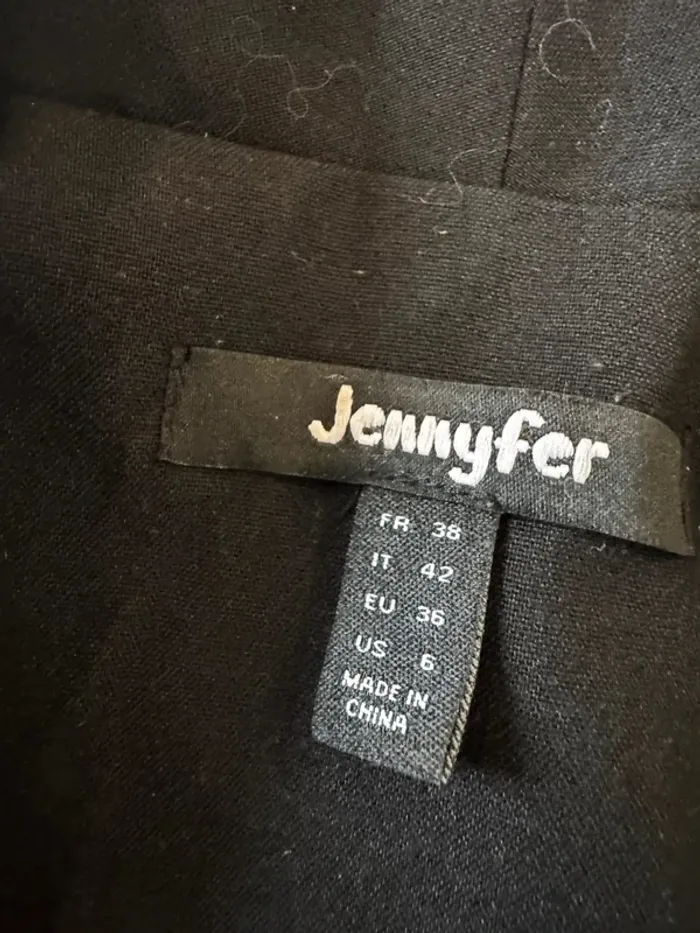 Jennyfer
FR 38
IT 42
EU 36
US 6
MADE IN
CHINA